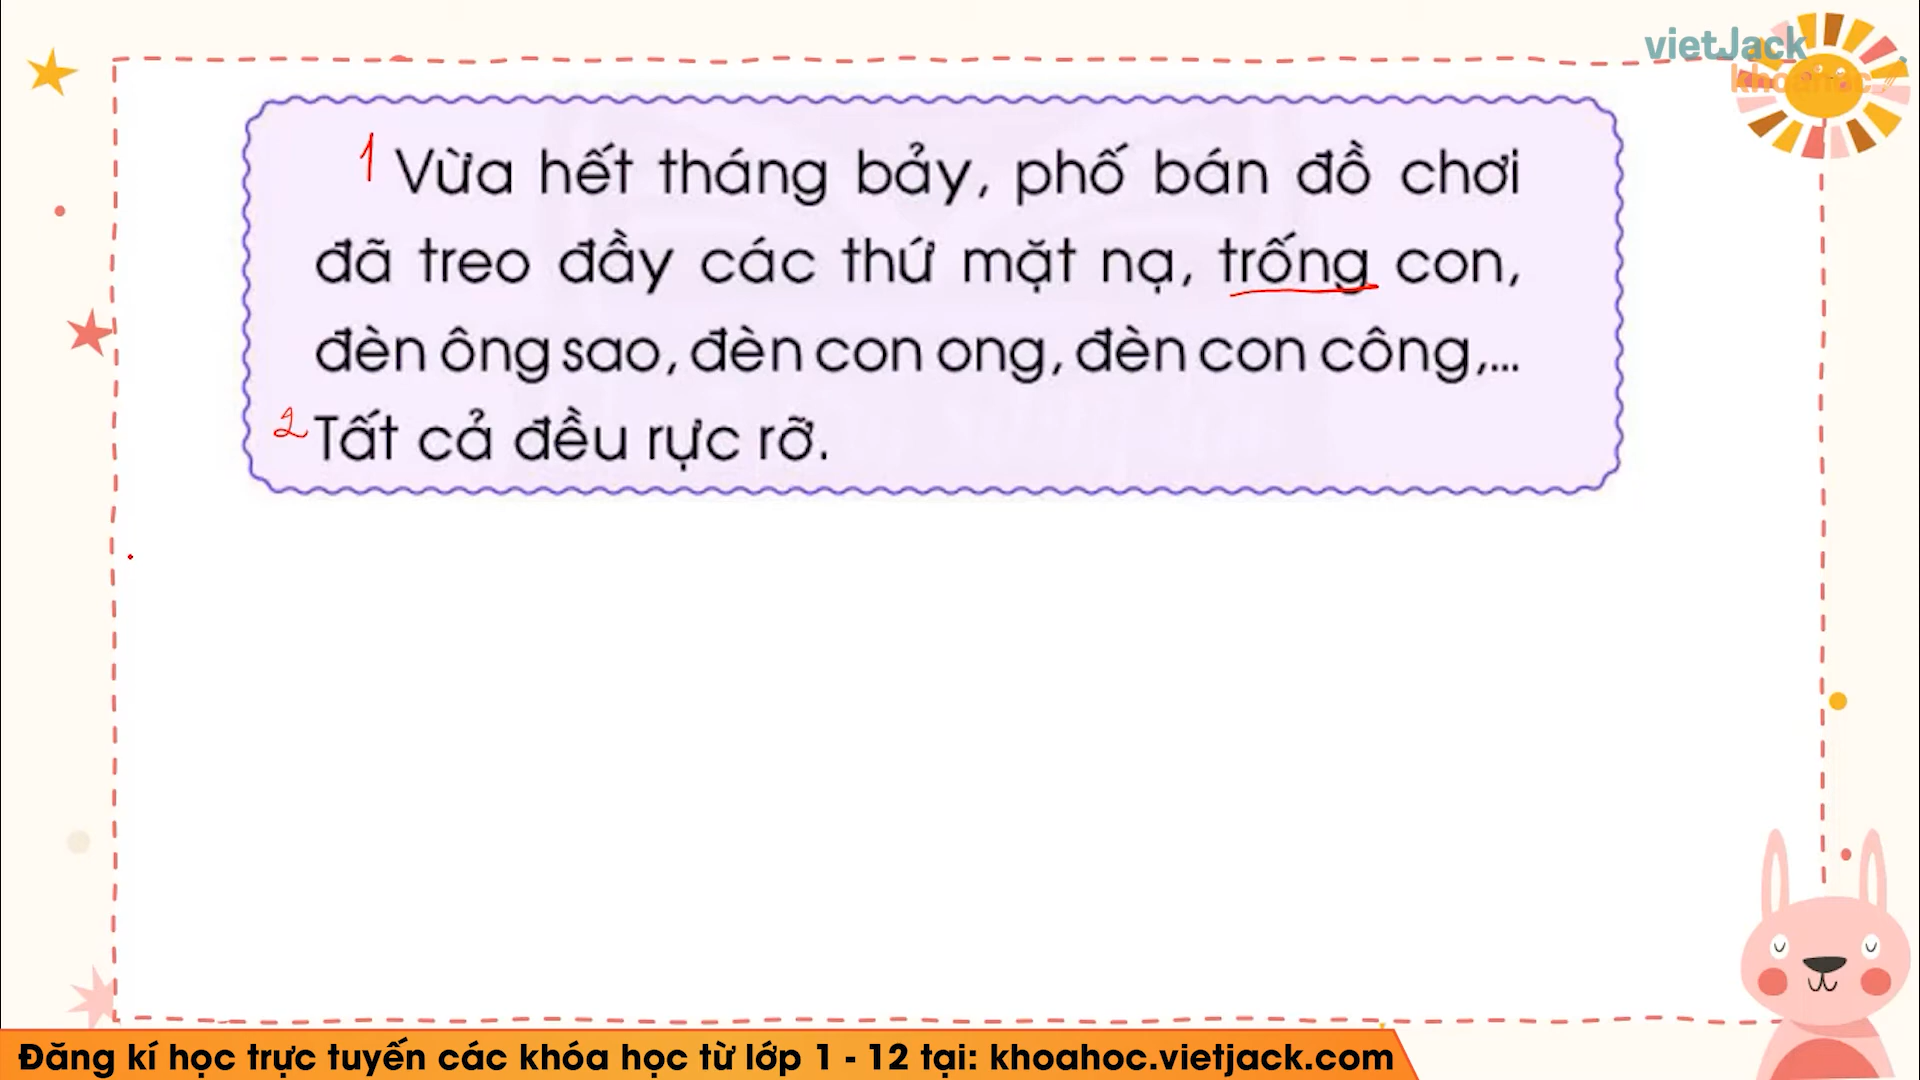 vietJack
khoahoc
1 Vừa hết tháng bảy, phố bán đồ chơi
đã treo đầy các thứ mặt nạ, trống con,
đèn ông sao, đèn con ong, đèn con công,...
2 Tất cả đều rực rỡ.
Đăng kí học trực tuyến các khóa học từ lớp 1 - 12 tại: khoahoc.vietjack.com